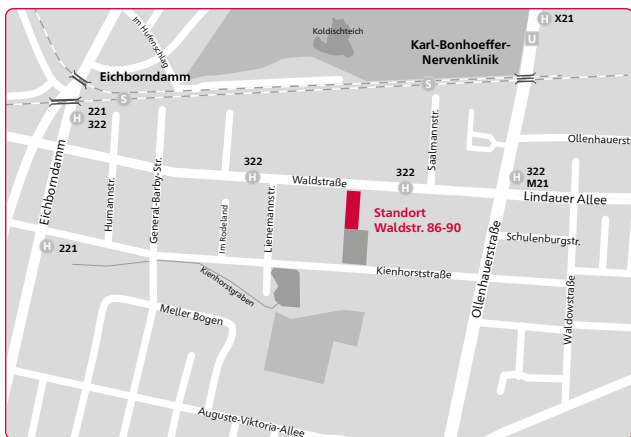 H X21
Koldischteich
U
Im Hufenschlag
Karl-Bonhoeffer-
Nervenklinik
Eichborndamm
S
S
H 221
322
Saalmannstr.
Ollenhauerstr.
322
H
Waldstraße
322
H
H 322
M21
Lindauer Allee
Eichborndamm
Humannstr.
General-Barby-Str.
Im Rodeland
Lienemannstr.
Standort
Waldstr. 86-90
Ollenhauerstraße
Schulenburgstr.
H 221
Kienhorststraße
Kienhorstgraben
Waldowstraße
Meller Bogen
Auguste-Viktoria-Allee